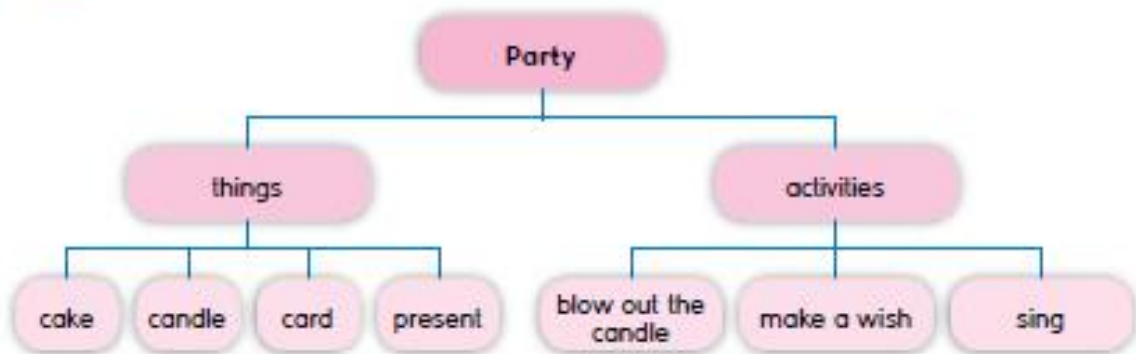 Party
things
activities
cake
candle
card
present
blow out the
candle
make a wish
sing